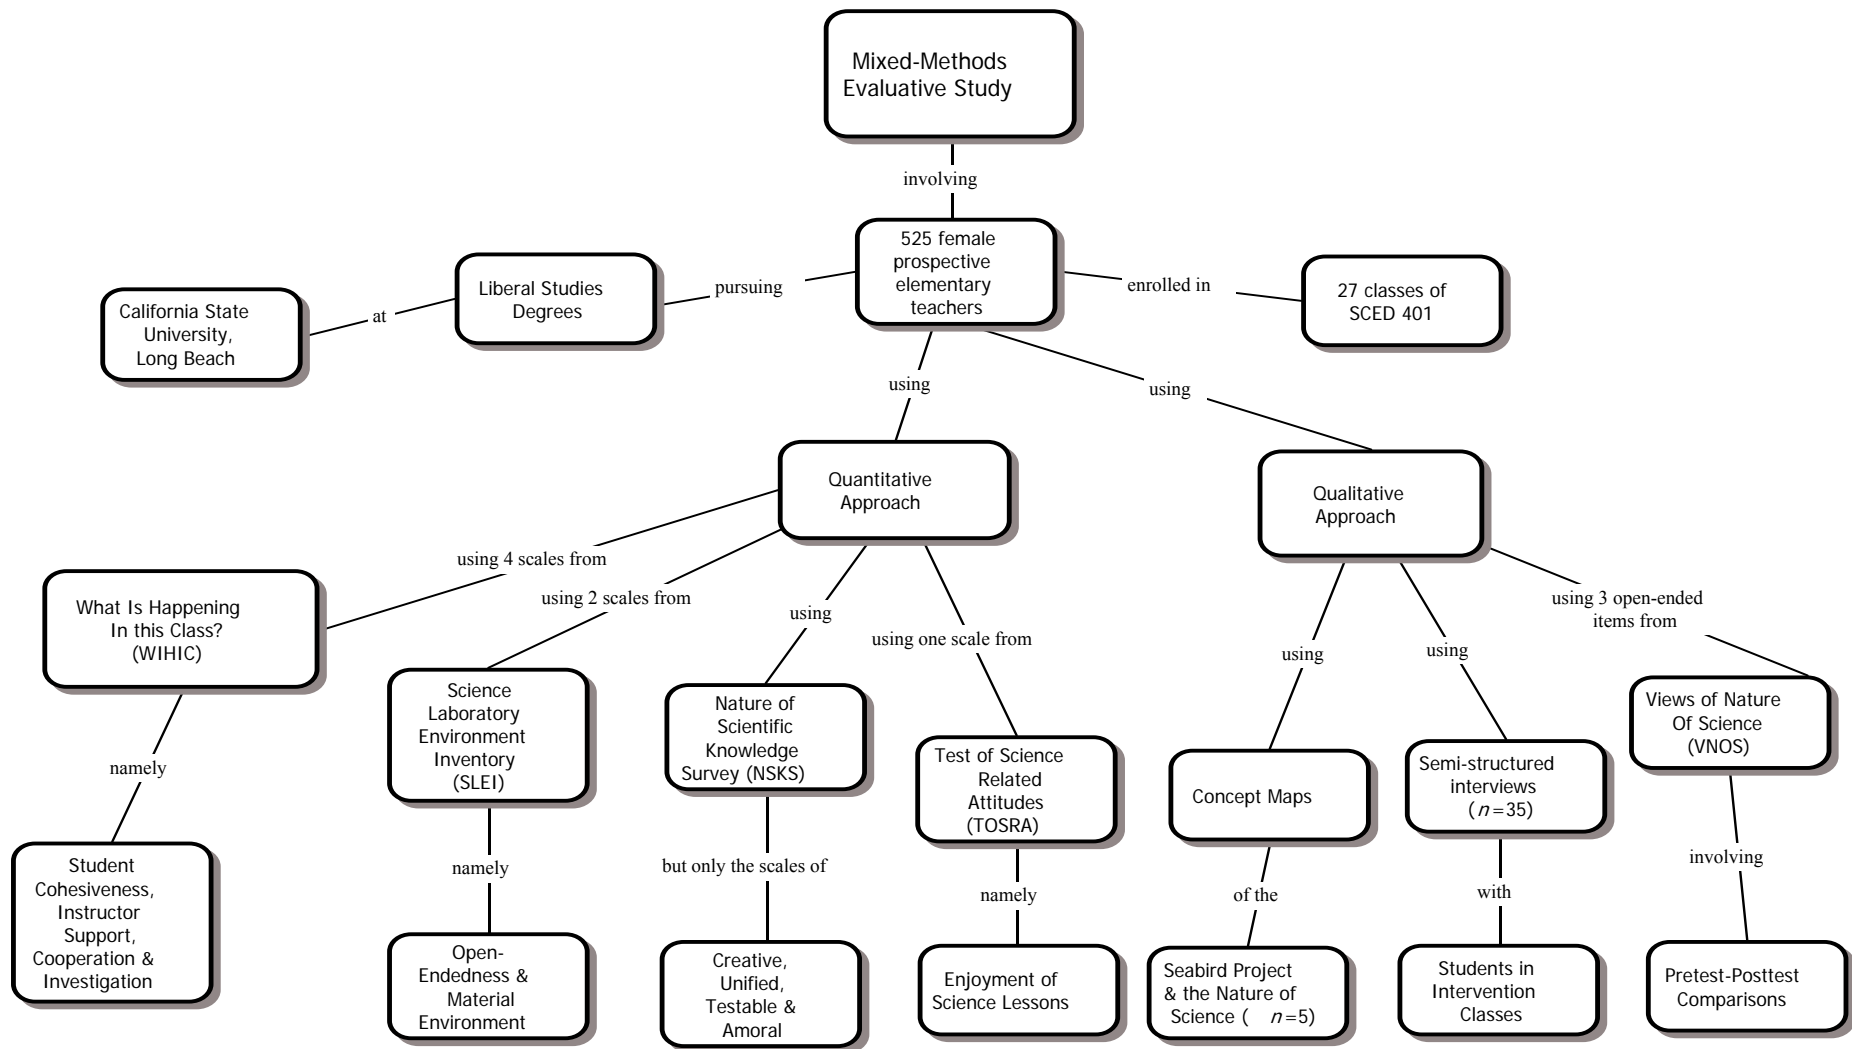 Mixed-Methods
Evaluative Study
involving
525 female
prospective
elementary
teachers
pursuing
Liberal Studies
Degrees
at
California State
University,
Long Beach
enrolled in
27 classes of
SCED 401
using
using
Quantitative
Approach
Qualitative
Approach
using 4 scales from
What Is Happening
In this Class?
(WIHIC)
namely
Student
Cohesiveness,
Instructor
Support,
Cooperation &
Investigation
using 2 scales from
Science
Laboratory
Environment
Inventory
(SLEI)
namely
Open-
Endedness &
Material
Environment
using
Nature of
Scientific
Knowledge
Survey (NSKS)
but only the scales of
Creative,
Unified,
Testable &
Amoral
using one scale from
Test of Science
Related
Attitudes
(TOSRA)
namely
Enjoyment of
Science Lessons
using
Concept Maps
of the
Seabird Project
& the Nature of
Science ( n=5)
using
Semi-structured
interviews
(n=35)
with
Students in
Intervention
Classes
using 3 open-ended
items from
Views of Nature
Of Science
(VNOS)
involving
Pretest-Posttest
Comparisons